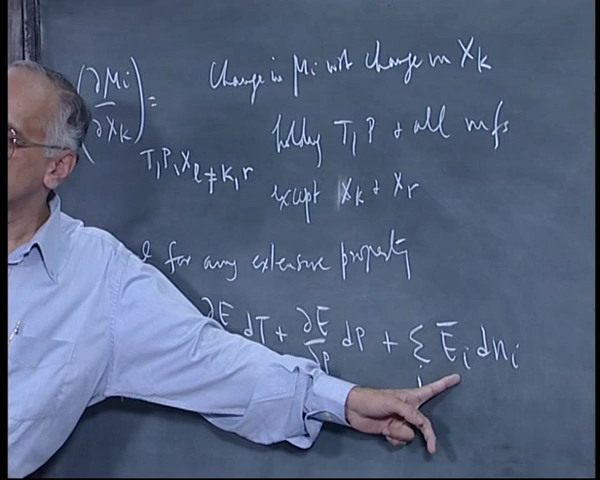 (∂μi/∂Xk) = Change in μi with change in Xk
T, P, Xl≠k, r holding T, P & all mfs
except Xk & Xr
for any extensive property
∂E dT + ∂E/∂P dP + Σi Ēi dni